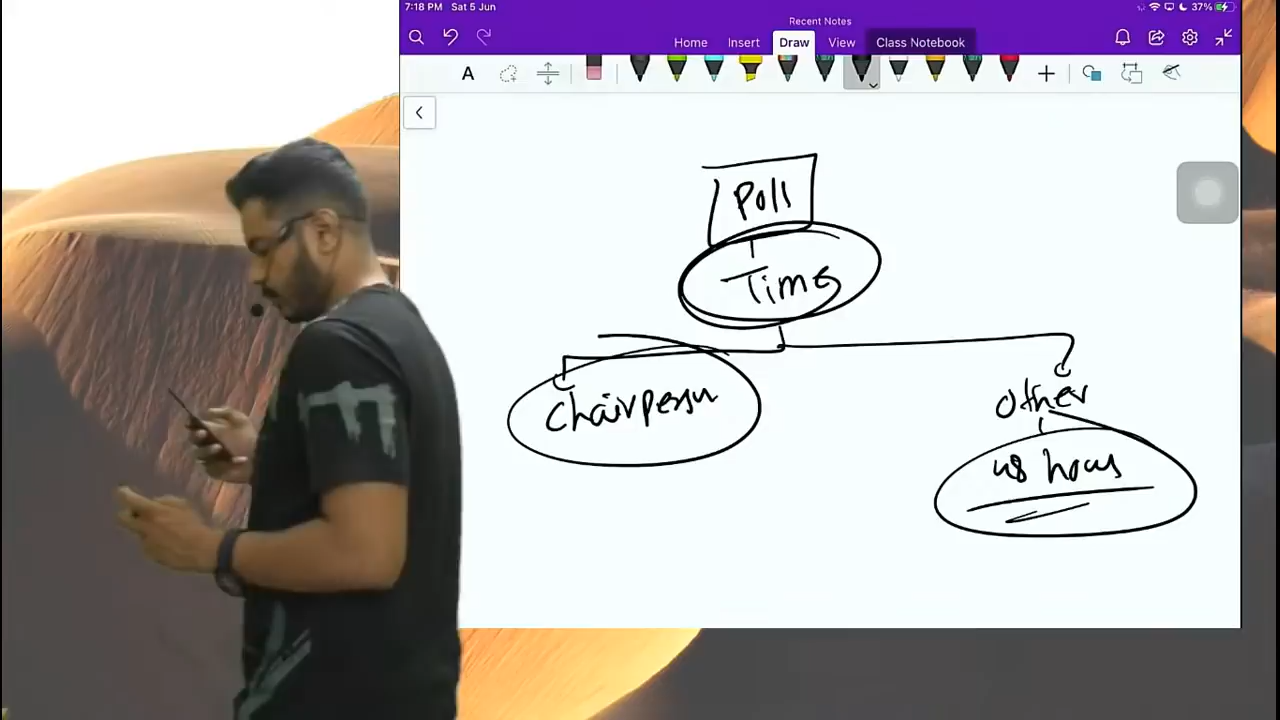 7:18 PM Sat 5 Jun
37%
Recent Notes
Home Insert Draw View Class Notebook
A
Poll
Time
Chairperson
Other
48 hours